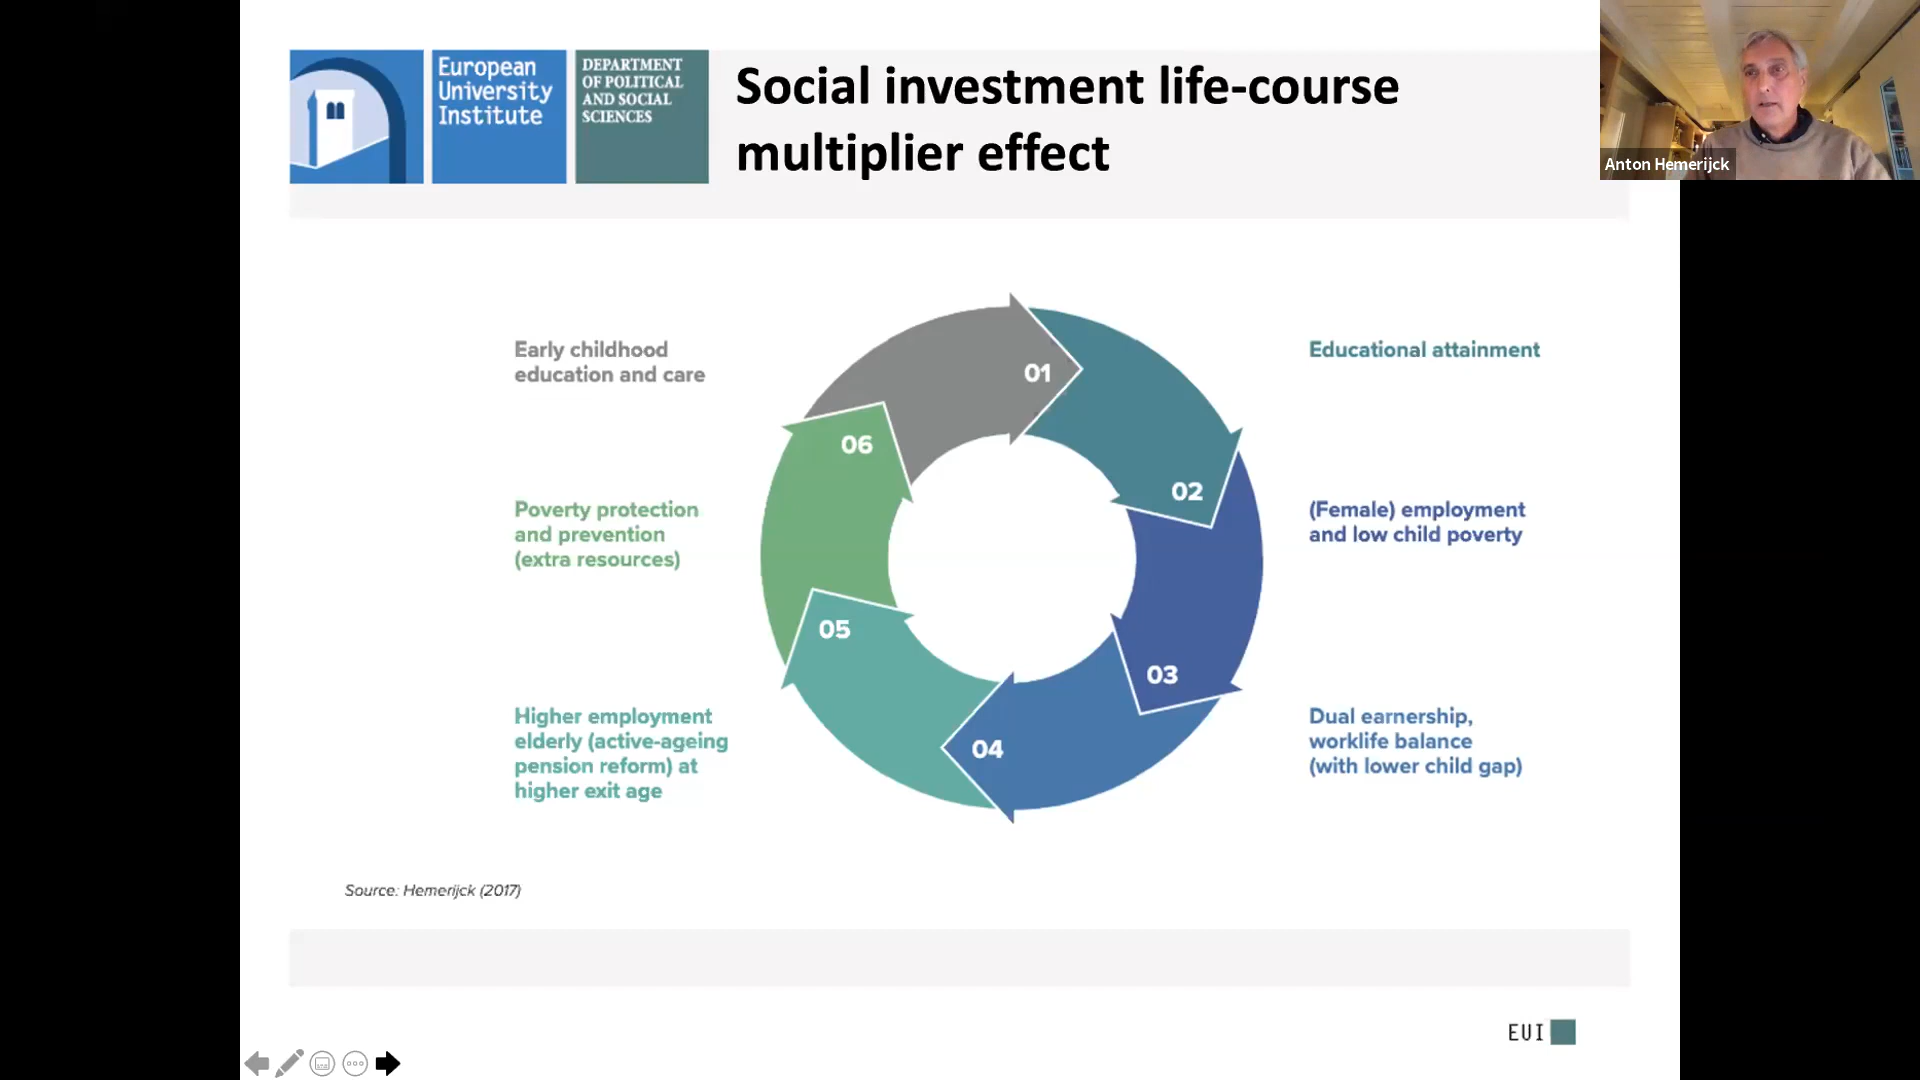 European
University
Institute
DEPARTMENT
OF POLITICAL
AND SOCIAL
SCIENCES
Social investment life-course
multiplier effect
Anton Hemerijck
Early childhood
education and care
Poverty protection
and prevention
(extra resources)
Higher employment
elderly (active-ageing
pension reform) at
higher exit age
01
02
03
04
05
06
Educational attainment
(Female) employment
and low child poverty
Dual earnership,
worklife balance
(with lower child gap)
Source: Hemerijck (2017)
EUI